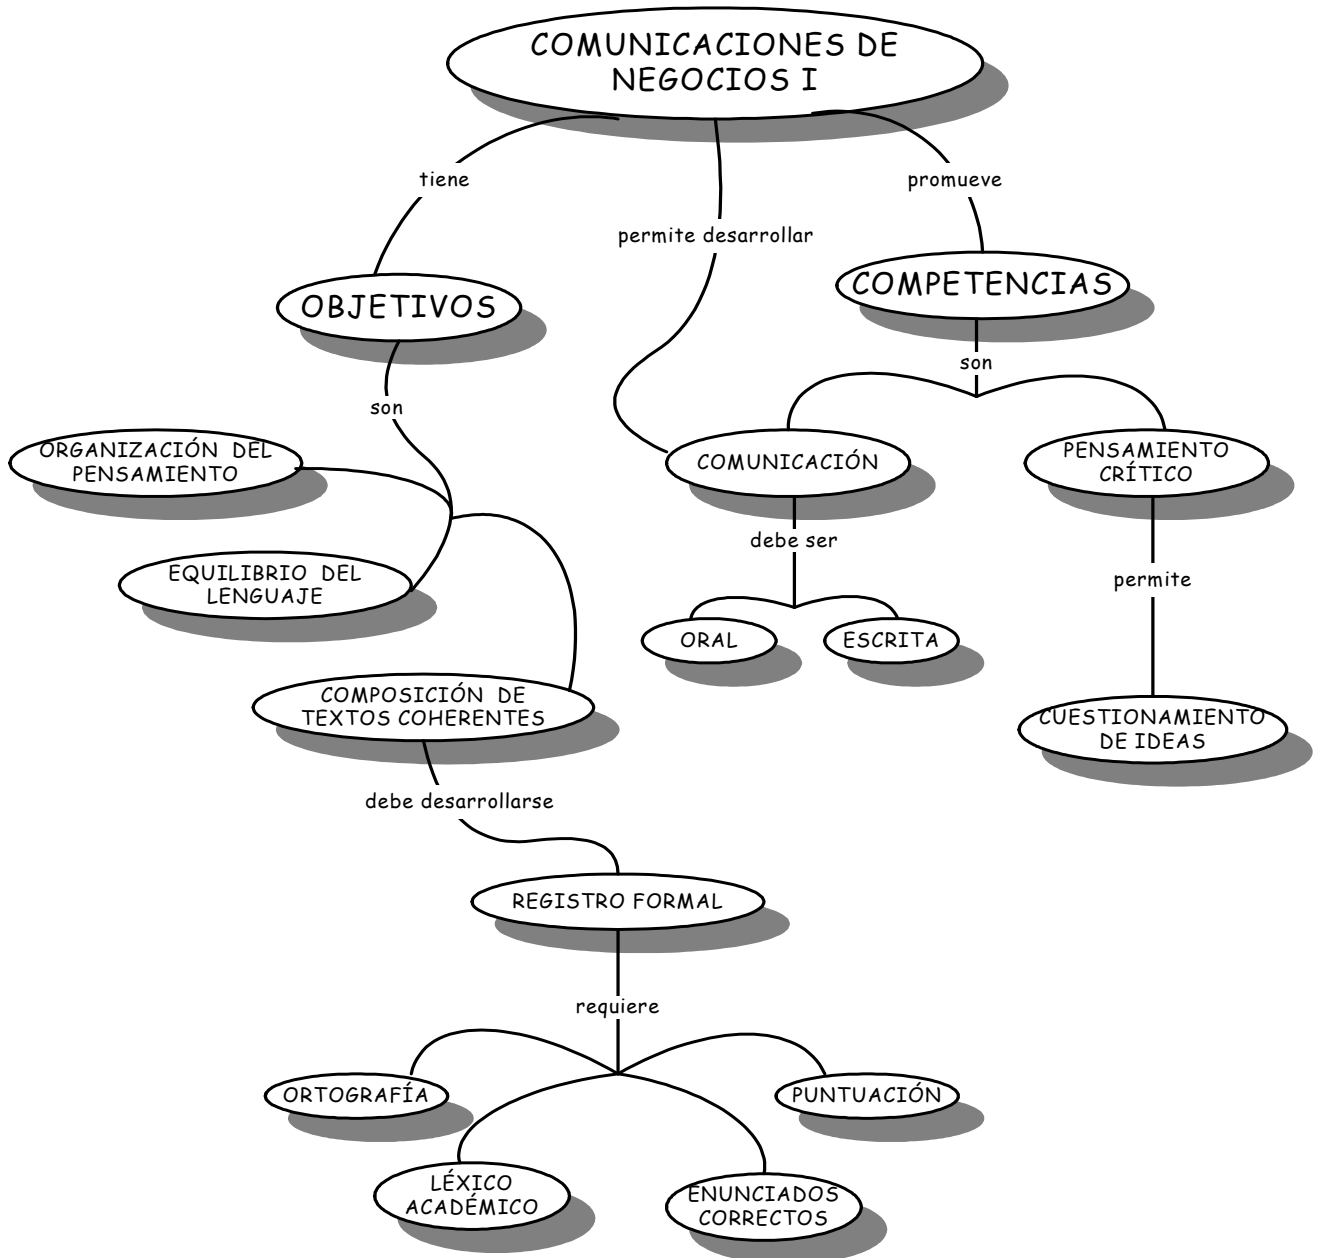 COMUNICACIONES DE
NEGOCIOS I
tiene
promueve
permite desarrollar
OBJETIVOS
COMPETENCIAS
son
son
ORGANIZACIÓN DEL
PENSAMIENTO
COMUNICACIÓN
PENSAMIENTO
CRÍTICO
debe ser
EQUILIBRIO DEL
LENGUAJE
permite
ORAL
ESCRITA
COMPOSICIÓN DE
TEXTOS COHERENTES
CUESTIONAMIENTO
DE IDEAS
debe desarrollarse
REGISTRO FORMAL
requiere
ORTOGRAFÍA
PUNTUACIÓN
LÉXICO
ACADÉMICO
ENUNCIADOS
CORRECTOS